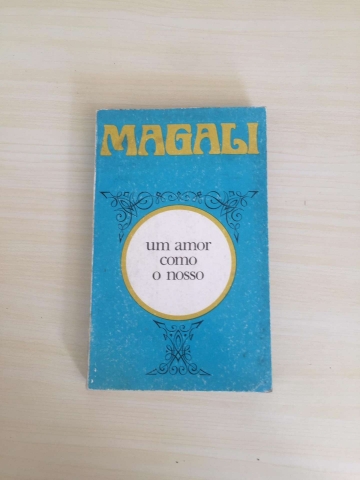 MAGALI
um amor
como
o nosso